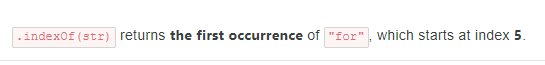 .indexOf(str) returns the first occurrence of "for", which starts at index 5.